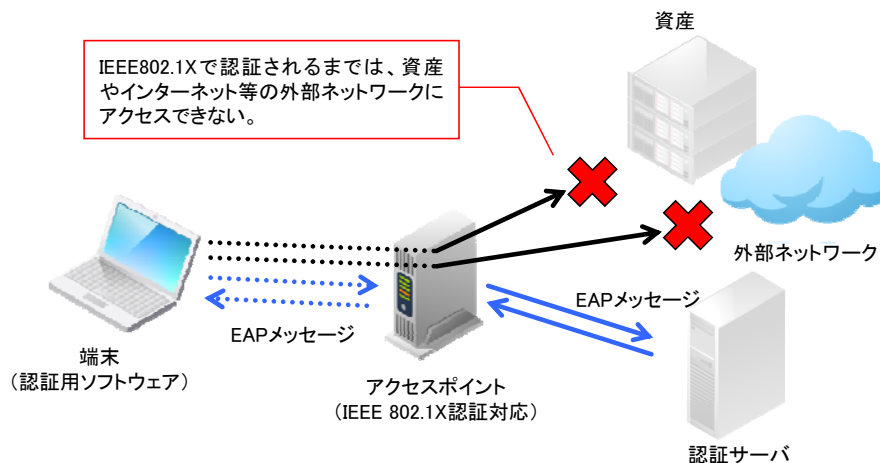 資産
IEEE802.1Xで認証されるまでは、資産
やインターネット等の外部ネットワークに
アクセスできない。
外部ネットワーク
EAPメッセージ
EAPメッセージ
端末
(認証用ソフトウェア)
アクセスポイント
(IEEE 802.1X認証対応)
認証サーバ